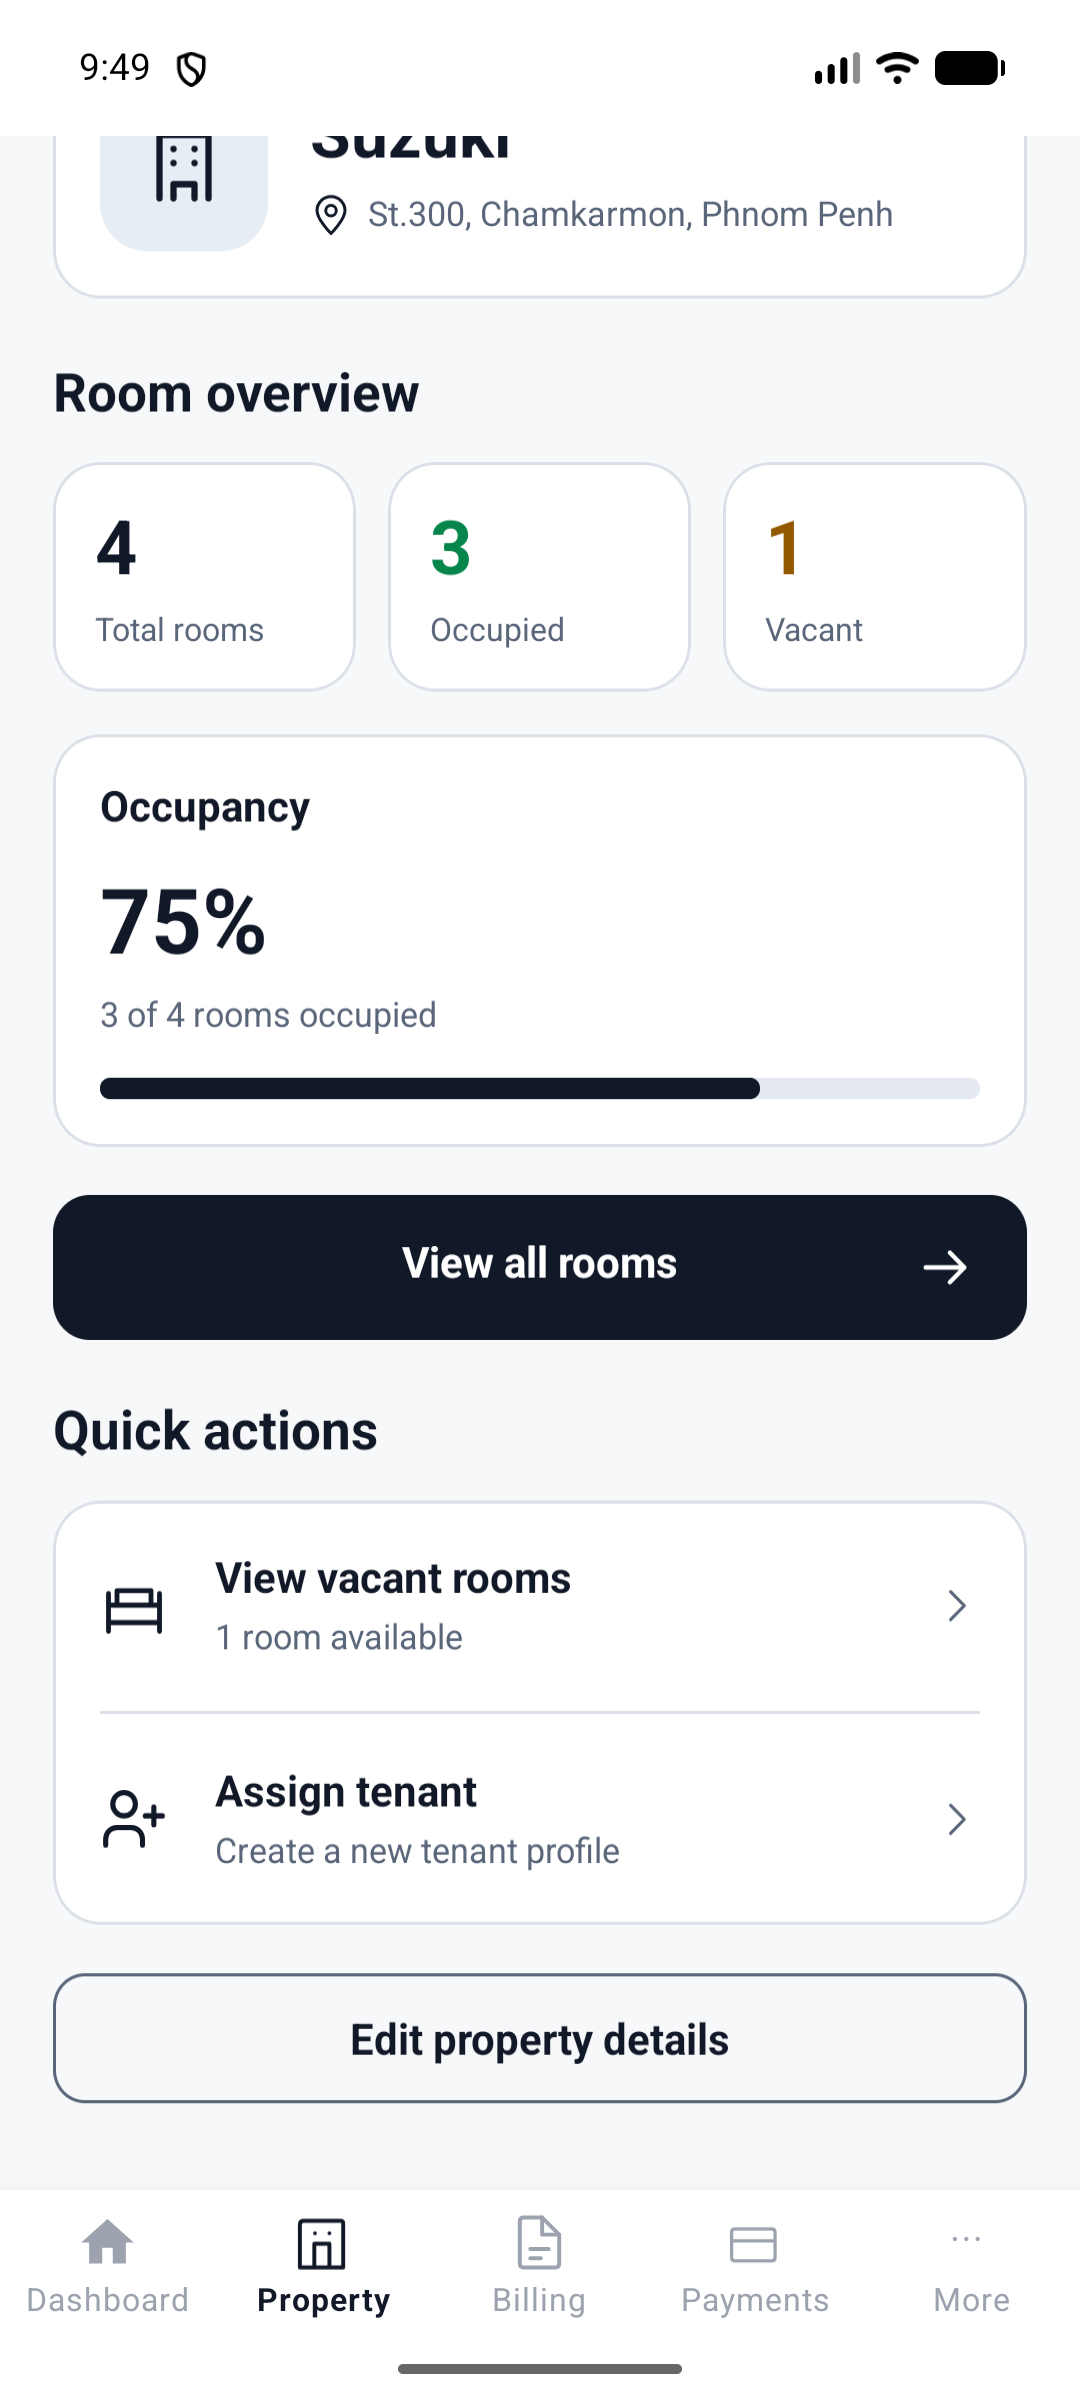 9:49
Suzuki
St.300, Chamkarmon, Phnom Penh
Room overview
4
Total rooms
3
Occupied
1
Vacant
Occupancy
75%
3 of 4 rooms occupied
View all rooms
Quick actions
View vacant rooms
1 room available
Assign tenant
Create a new tenant profile
Edit property details
Dashboard
Property
Billing
Payments
More